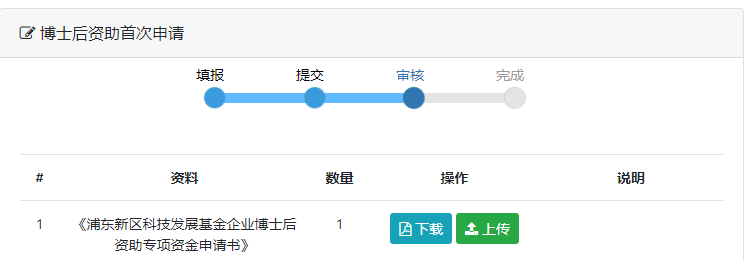 博士后资助首次申请
填报 提交 审核 完成
# 资料 数量 操作 说明
1 《浦东新区科技发展基金企业博士后 1 下载 上传
资助专项资金申请书》